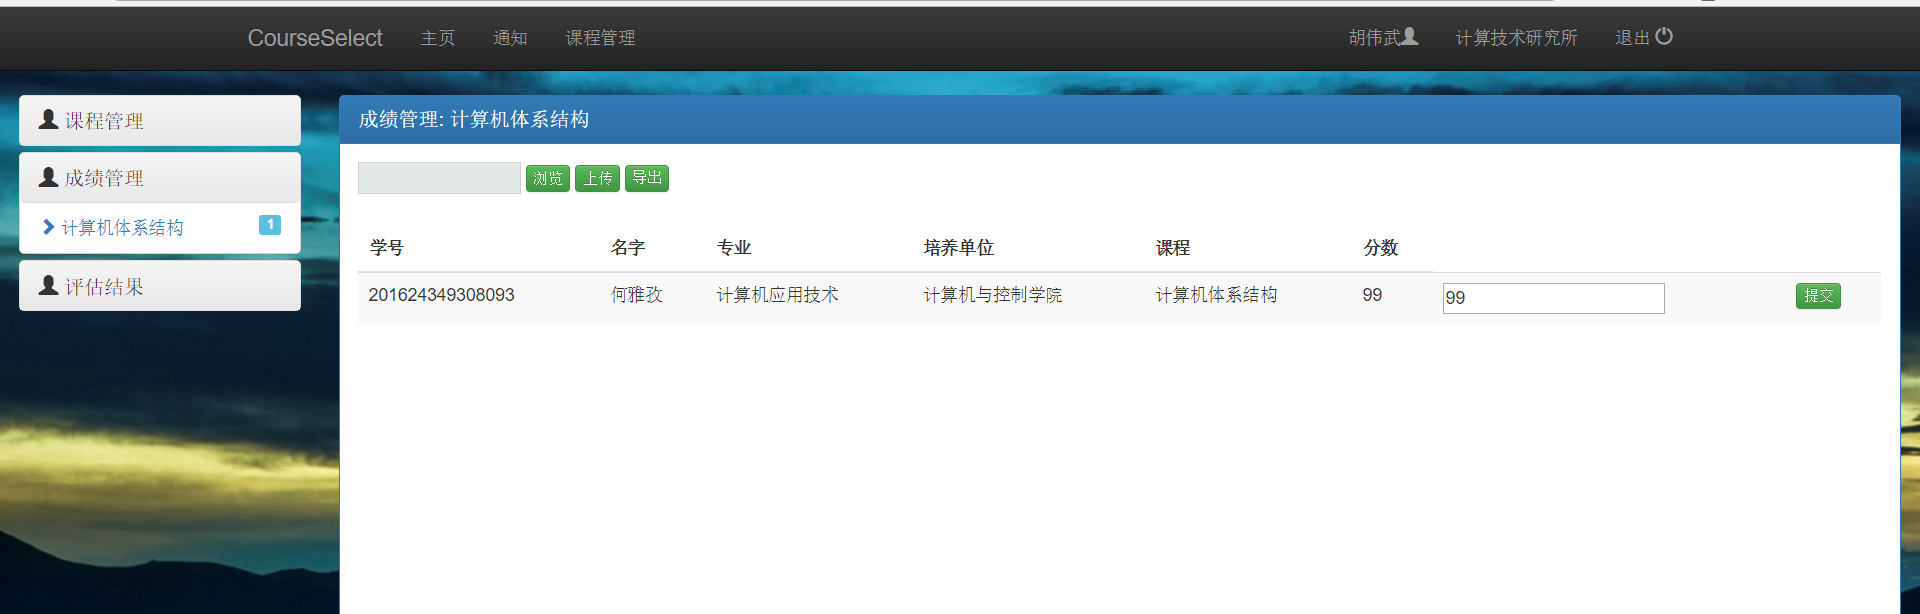 CourseSelect 主页 通知 课程管理 胡伟武 计算技术研究所 退出
课程管理
成绩管理
计算机体系结构 1
评估结果
成绩管理: 计算机体系结构
浏览 上传 导出
学号 名字 专业 培养单位 课程 分数
201624349308093 何雅孜 计算机应用技术 计算机与控制学院 计算机体系结构 99 99 提交